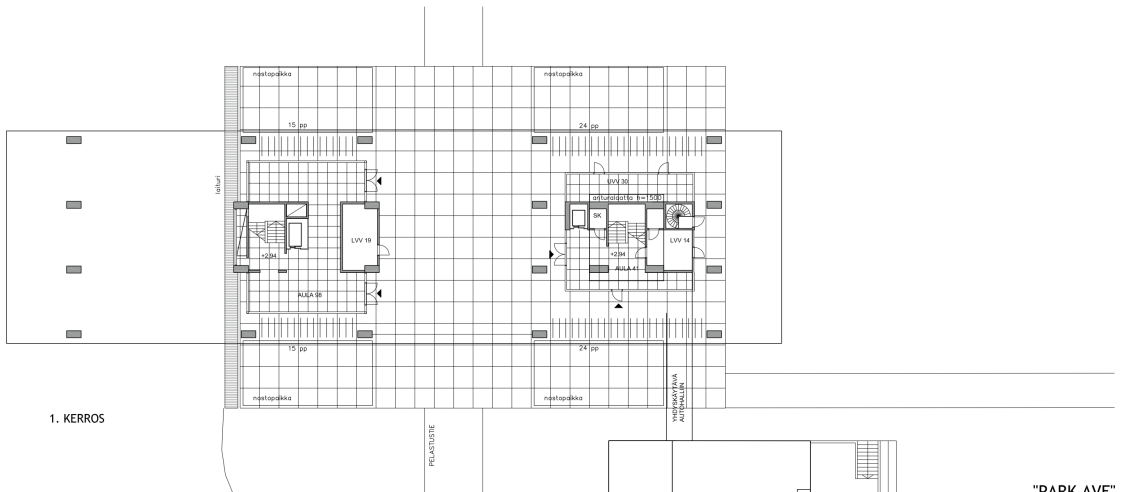 nostopaikka
nostopaikka
15 pp
24 pp
laituri
UVV 30
anturalaatta h=1500
SK
LVV 19
LVV 14
+2.94
+2.94
AULA 98
AULA 41
15 pp
24 pp
nostopaikka
nostopaikka
YHDYSKÄYTÄVÄ
AUTOHALLIIN
1. KERROS
PELASTUSTIE
"PARK AVE"